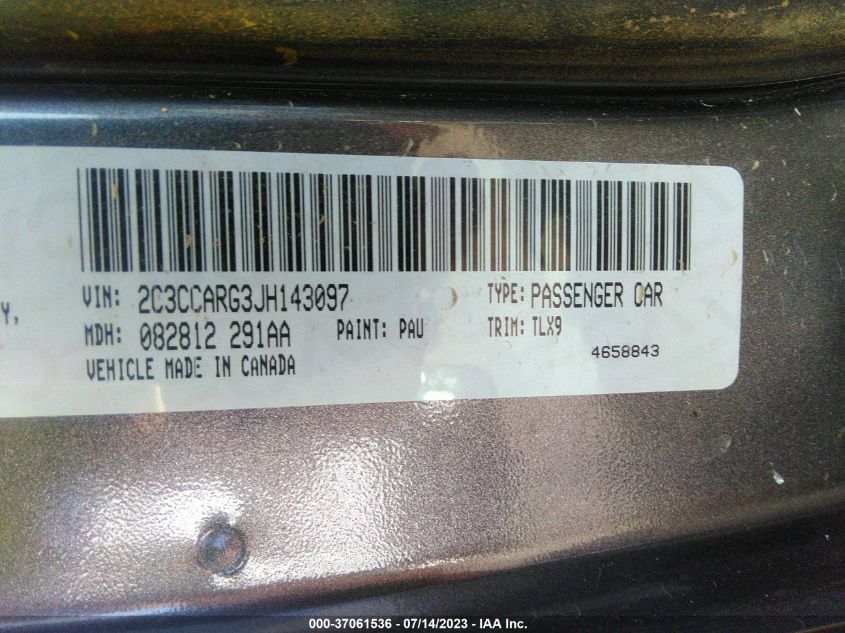 VIN: 2C3CCARG3JH143097 TYPE: PASSENGER CAR
Y,
MDH: 082812 291AA PAINT: PAU TRIM: TLX9
VEHICLE MADE IN CANADA 4658843
000-37061536 - 07/14/2023 - IAA Inc.